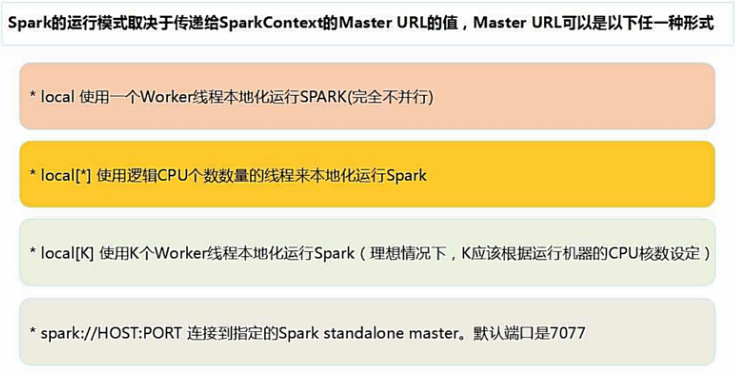 Spark的运行模式取决于传递给SparkContext的Master URL的值，Master URL可以是以下任一种形式
* local 使用一个Worker线程本地化运行SPARK(完全不并行)
* local[*] 使用逻辑CPU个数数量的线程来本地化运行Spark
* local[K] 使用K个Worker线程本地化运行Spark（理想情况下，K应该根据运行机器的CPU核数设定）
* spark://HOST:PORT 连接到指定的Spark standalone master。默认端口是7077